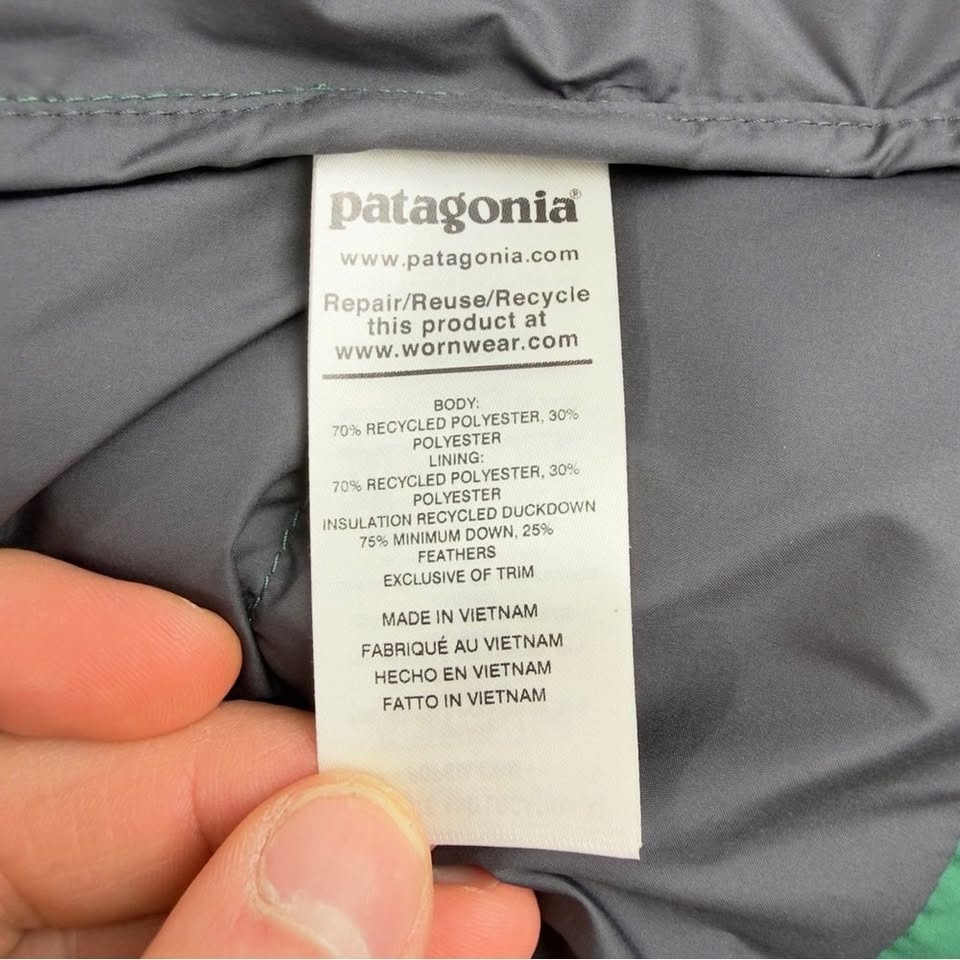 patagonia®
www.patagonia.com
Repair/Reuse/Recycle
this product at
www.wornwear.com
BODY:
70% RECYCLED POLYESTER, 30%
POLYESTER
LINING:
70% RECYCLED POLYESTER, 30%
POLYESTER
INSULATION RECYCLED DUCKDOWN
75% MINIMUM DOWN, 25%
FEATHERS
EXCLUSIVE OF TRIM
MADE IN VIETNAM
FABRIQUÉ AU VIETNAM
HECHO EN VIETNAM
FATTO IN VIETNAM